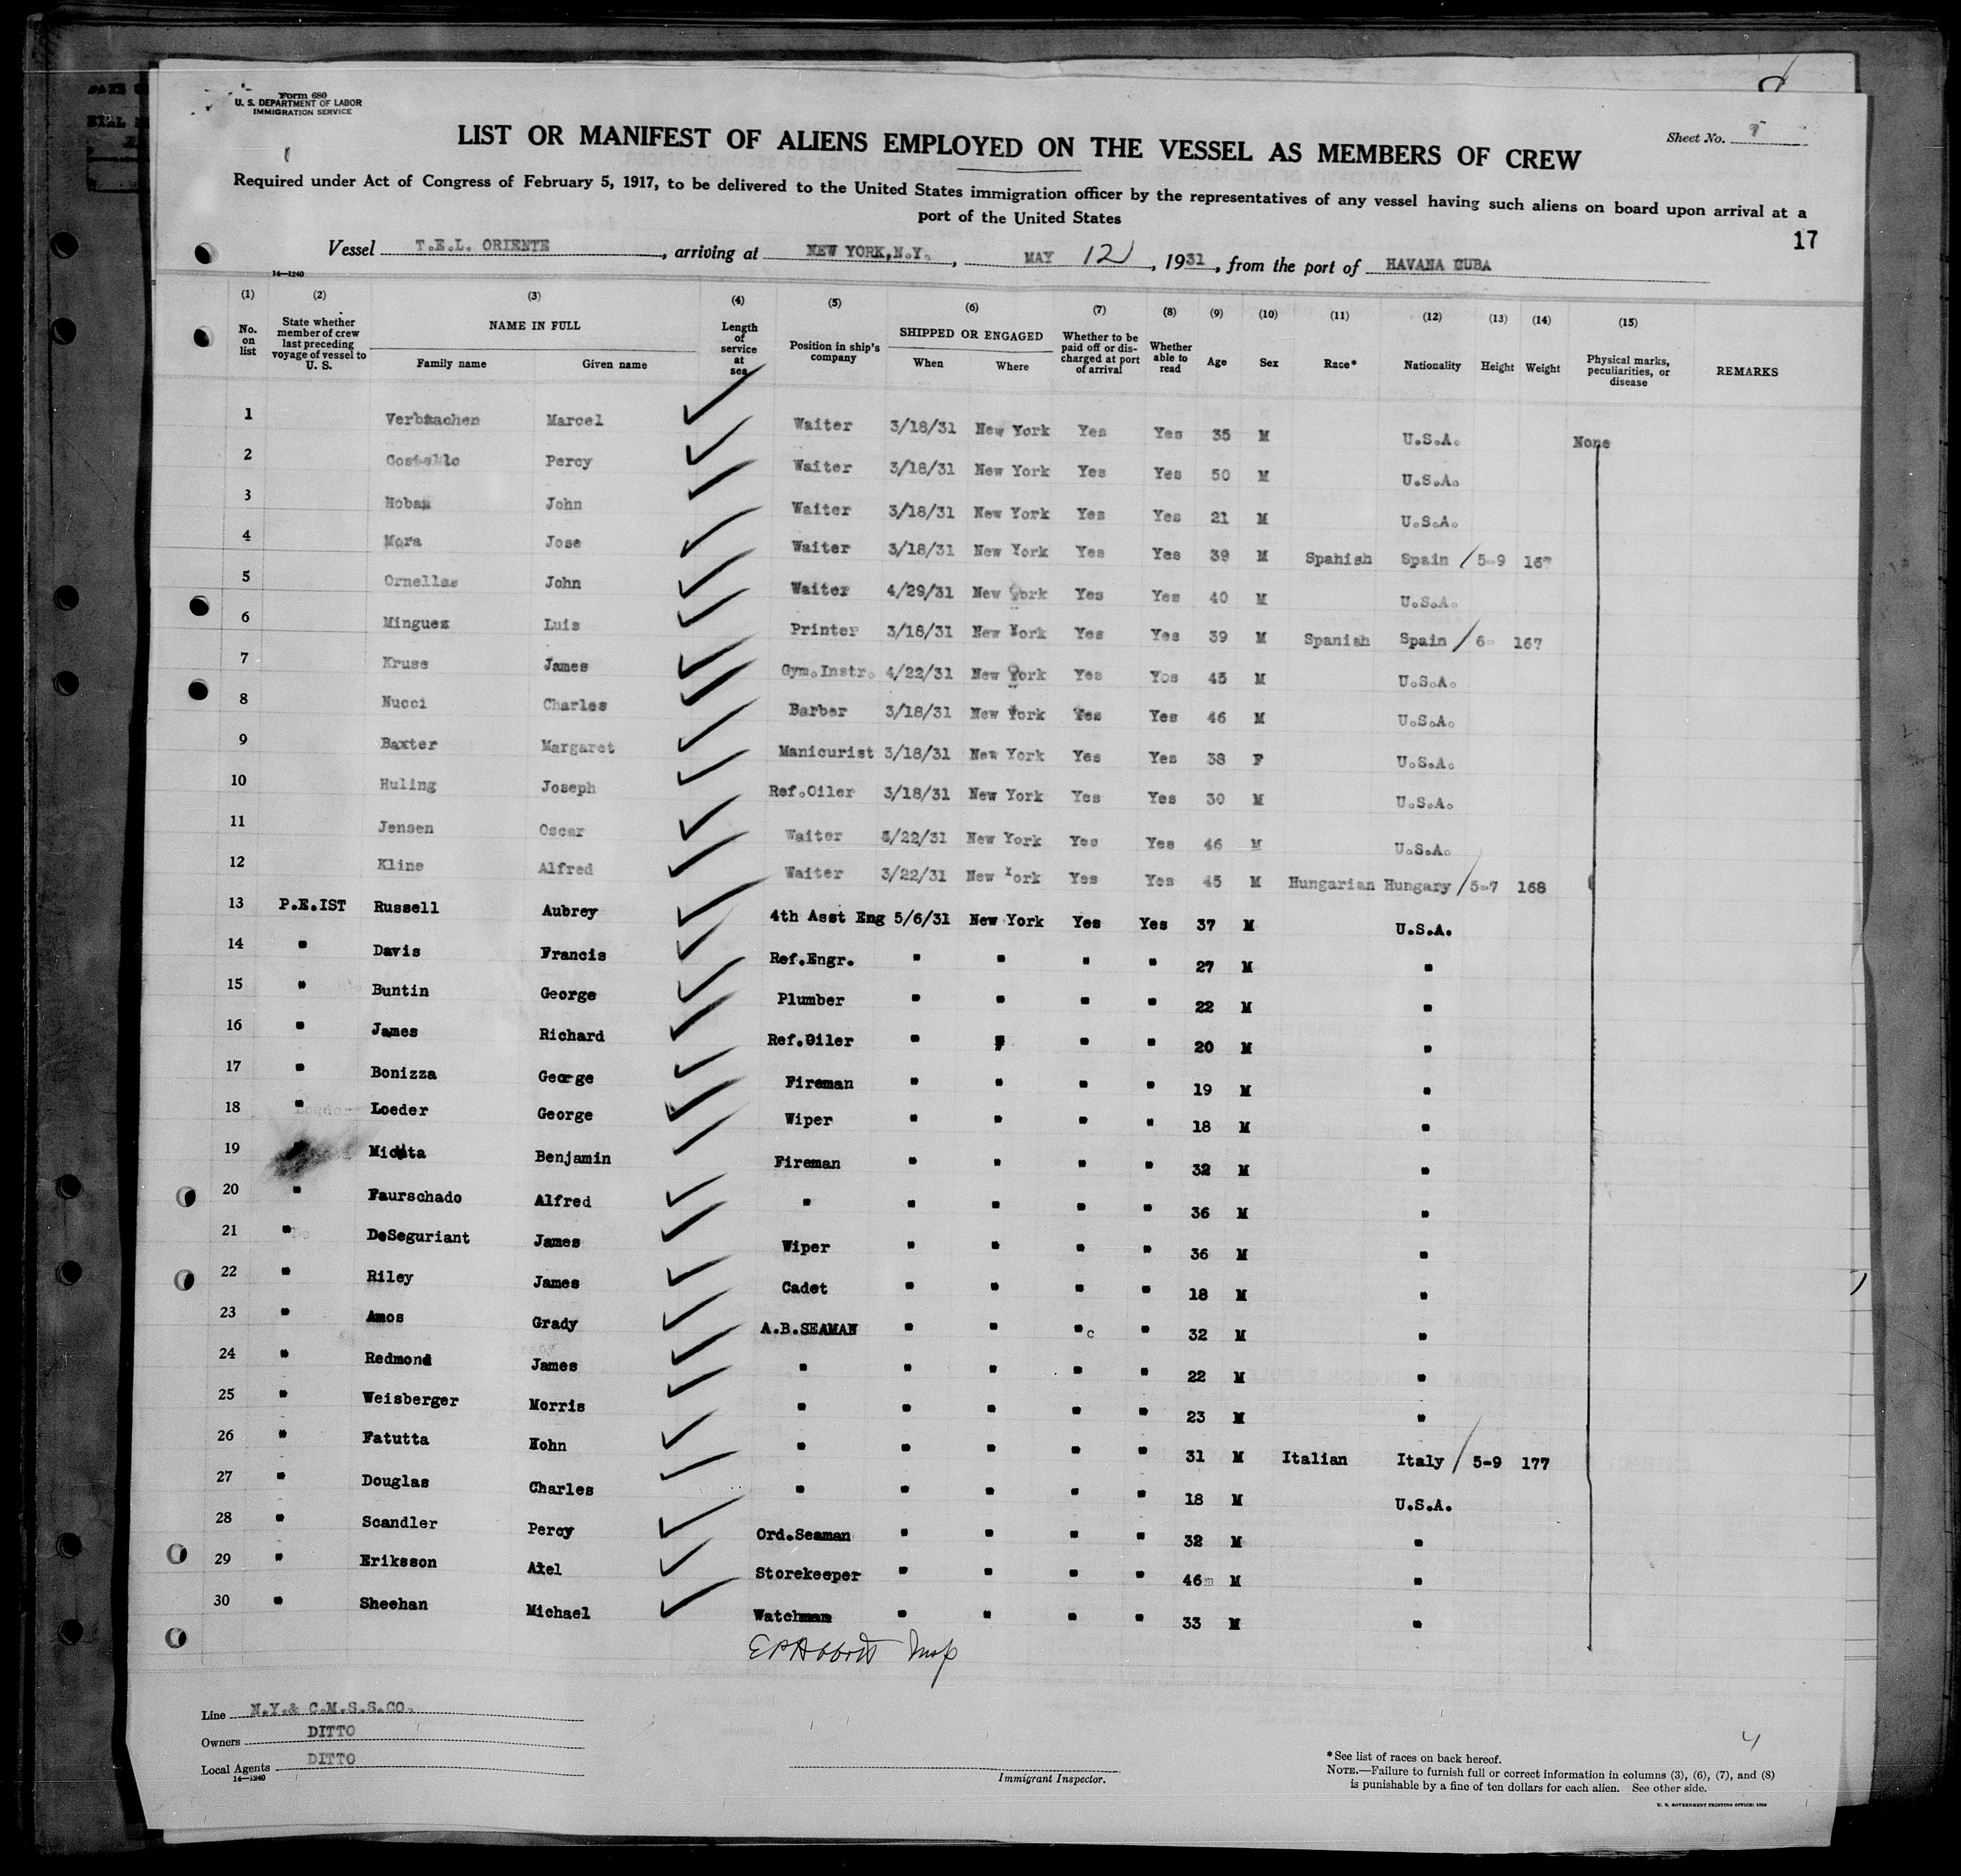 Form 680
U. S. DEPARTMENT OF LABOR
IMMIGRATION SERVICE
LIST OR MANIFEST OF ALIENS EMPLOYED ON THE VESSEL AS MEMBERS OF CREW
Sheet No.
Required under Act of Congress of February 5, 1917, to be delivered to the United States immigration officer by the representatives of any vessel having such aliens on board upon arrival at a
port of the United States
17
Vessel T.E.L. ORIENTE, arriving at NEW YORK,N.Y., MAY 12, 1931, from the port of HAVANA CUBA
14—1240
(1) (2) (3) (4) (5) (6) (7) (8) (9) (10) (11) (12) (13) (14) (15)
No. on list State whether member of crew last preceding voyage of vessel to U. S. NAME IN FULL Family name Given name Length of service at sea Position in ship's company SHIPPED OR ENGAGED When Where Whether to be paid off or discharged at port of arrival Whether able to read Age Sex Race* Nationality Height Weight Physical marks, peculiarities, or disease REMARKS
1 Marcel Waiter 3/18/31 New York Yes Yes 35 M U.S.A. None
2 Costello Percy Waiter 3/18/31 New York Yes Yes 50 M U.S.A.
3 Hoban John Waiter 3/18/31 New York Yes Yes 21 M U.S.A.
4 Mora Jose Waiter 3/18/31 New York Yes Yes 39 M Spahish Spain / 5-9 167
5 Ornellas John Waiter 4/29/31 New York Yes Yes 40 M U.S.A.
6 Minguez Luis Printer 3/18/31 New York Yes Yes 39 M Spanish Spain / 6- 167
7 Kruse James Gym.Instr. 4/22/31 New York Yes Yes 45 M U.S.A.
8 Nucci Charles Barber 3/18/31 New York Yes Yes 46 M U.S.A.
9 Baxter Margaret Manicurist 3/18/31 New York Yes Yes 38 F U.S.A.
10 Huling Joseph Ref.Oiler 3/18/31 New York Yes Yes 30 M U.S.A.
11 Jensen Oscar Waiter New York Yes Yes 46 M U.S.A.
12 Kline Alfred Waiter 3/22/31 New York Yes Yes 45 M Hungarian Hungary / 5-7 168
13 P.E.IST Russell Aubrey 4th Asst Eng 5/6/31 New York Yes Yes 37 M U.S.A.
14 " Davis Francis Ref.Engr. " " " " 27 M "
15 " Buntin George Plumber " " " " 22 M "
16 " James Richard Ref.Oiler " " " " 20 M "
17 " Bonizza George Fireman " " " " 19 M "
18 " Loeder George Wiper " " " " 18 M "
19 " Benjamin Fireman " " " " 32 M "
20 " Faurschado Alfred " " " " " 36 M "
21 " DeSeguriant James Wiper " " " " 36 M "
22 " Riley James Cadet " " " " 18 M "
23 " Amos Grady A.B.SEAMAN " " " c " 32 M "
24 " Redmond James " " " " " 22 M "
25 " Weisberger Morris " " " " " 23 M "
26 " Fatutta Hohn " " " " " 31 M Italian Italy / 5-9 177
27 " Douglas Charles " " " " " 18 M U.S.A.
28 " Scandler Percy Ord.Seaman " " " " 32 M "
29 " Eriksson Axel Storekeeper " " " " 46 M "
30 " Sheehan Michael Watchman " " " " 33 M "
Line N.Y.& C.M.S.S.CO.
Owners DITTO
Local Agents DITTO
14—1240
Immigrant Inspector.
4
*See list of races on back hereof.
NOTE.—Failure to furnish full or correct information in columns (3), (6), (7), and (8)
is punishable by a fine of ten dollars for each alien. See other side.